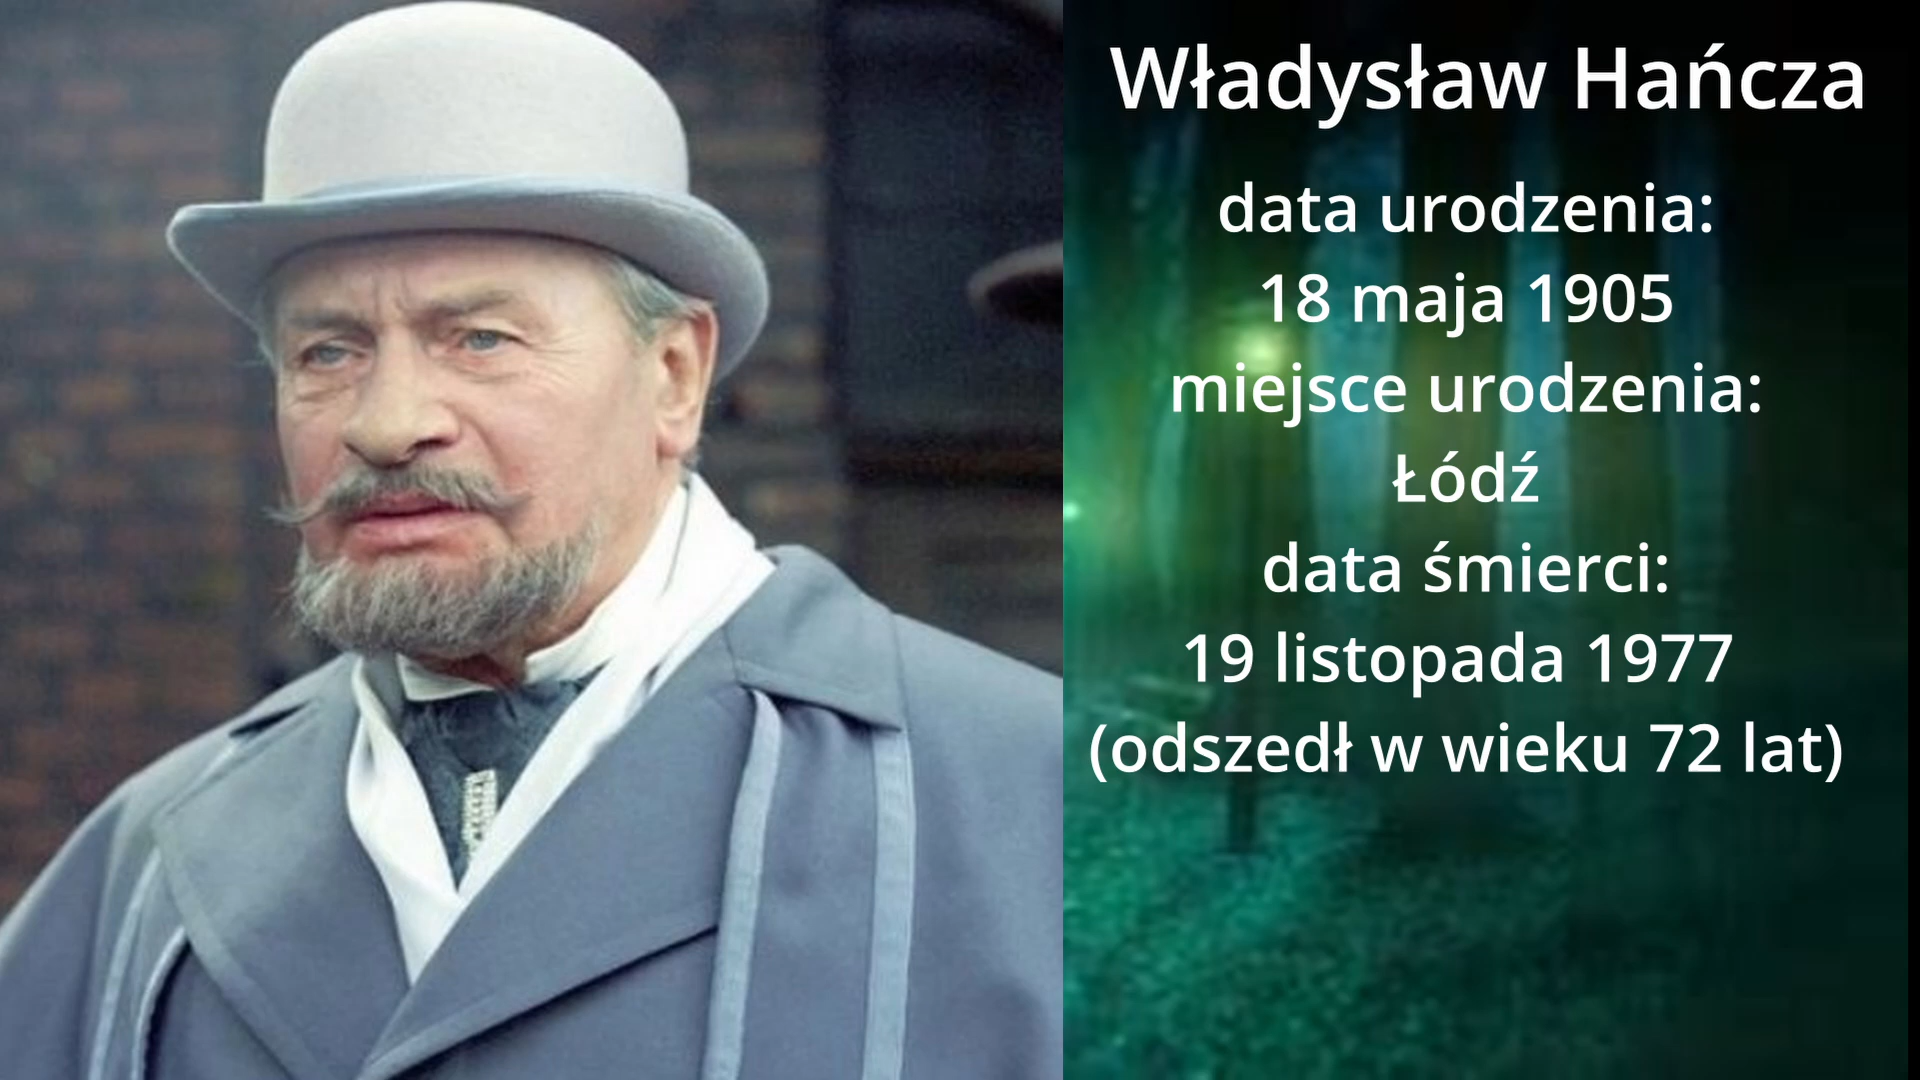 Władysław Hańcza
data urodzenia:
18 maja 1905
miejsce urodzenia:
Łódź
data śmierci:
19 listopada 1977
(odszedł w wieku 72 lat)